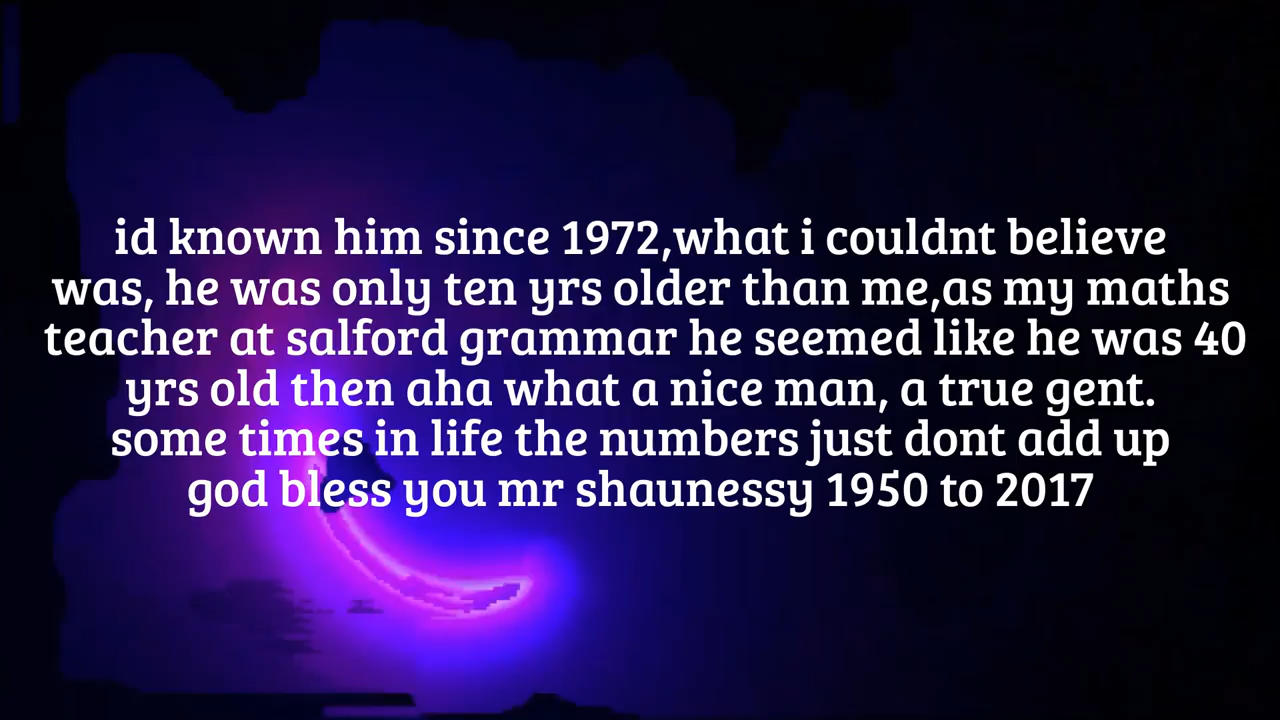 id known him since 1972,what i couldnt believe
was, he was only ten yrs older than me,as my maths
teacher at salford grammar he seemed like he was 40
yrs old then aha what a nice man, a true gent.
some times in life the numbers just dont add up
god bless you mr shaunessy 1950 to 2017